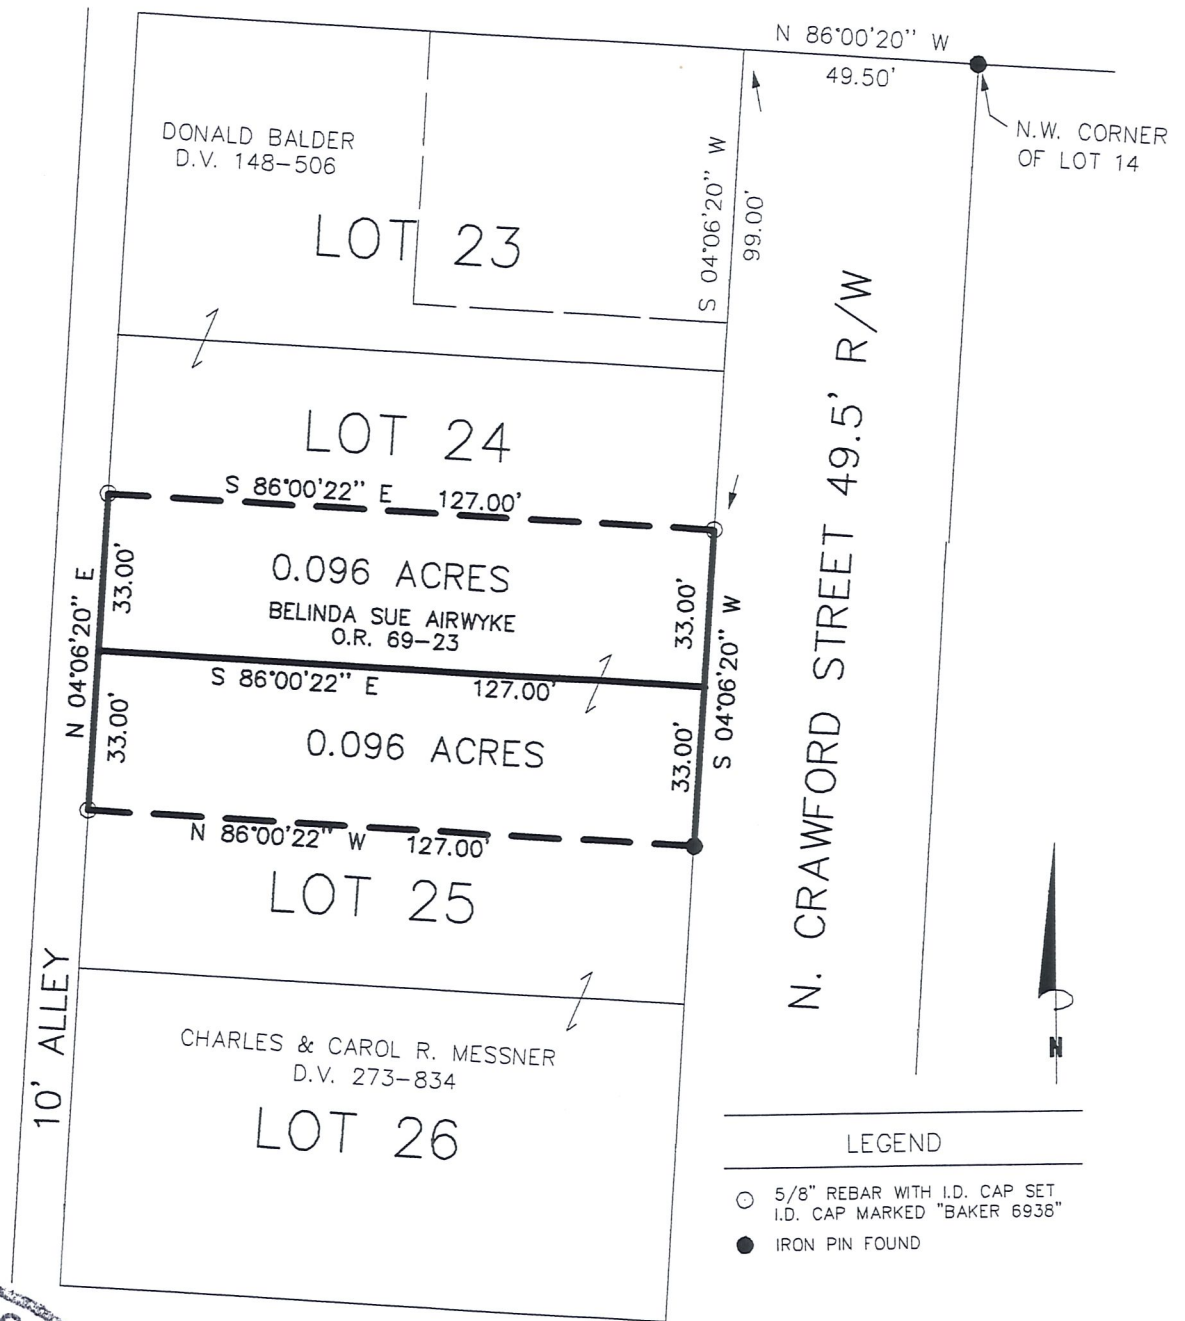 N 86°00'20" W
49.50'
N.W. CORNER
OF LOT 14
DONALD BALDER
D.V. 148-506
LOT 23
S 04°06'20" W
99.00'
LOT 24
S 86°00'22" E 127.00'
0.096 ACRES
BELINDA SUE AIRWYKE
O.R. 69-23
33.00'
33.00'
N 04°06'20" E
S 04°06'20" W
S 86°00'22" E 127.00'
33.00'
33.00'
0.096 ACRES
N 86°00'22" W 127.00'
LOT 25
N. CRAWFORD STREET 49.5' R/W
10' ALLEY
CHARLES & CAROL R. MESSNER
D.V. 273-834
LOT 26
N
LEGEND
5/8" REBAR WITH I.D. CAP SET
I.D. CAP MARKED "BAKER 6938"
IRON PIN FOUND